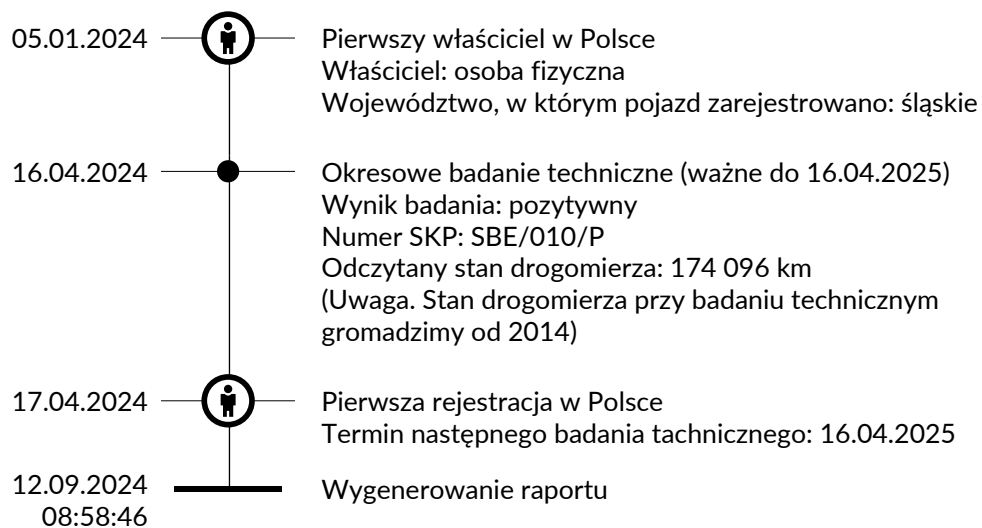 05.01.2024
Pierwszy właściciel w Polsce
Właściciel: osoba fizyczna
Województwo, w którym pojazd zarejestrowano: śląskie
16.04.2024
Okresowe badanie techniczne (ważne do 16.04.2025)
Wynik badania: pozytywny
Numer SKP: SBE/010/P
Odczytany stan drogomierza: 174 096 km
(Uwaga. Stan drogomierza przy badaniu technicznym
gromadzimy od 2014)
17.04.2024
Pierwsza rejestracja w Polsce
Termin następnego badania tachnicznego: 16.04.2025
12.09.2024
08:58:46
Wygenerowanie raportu